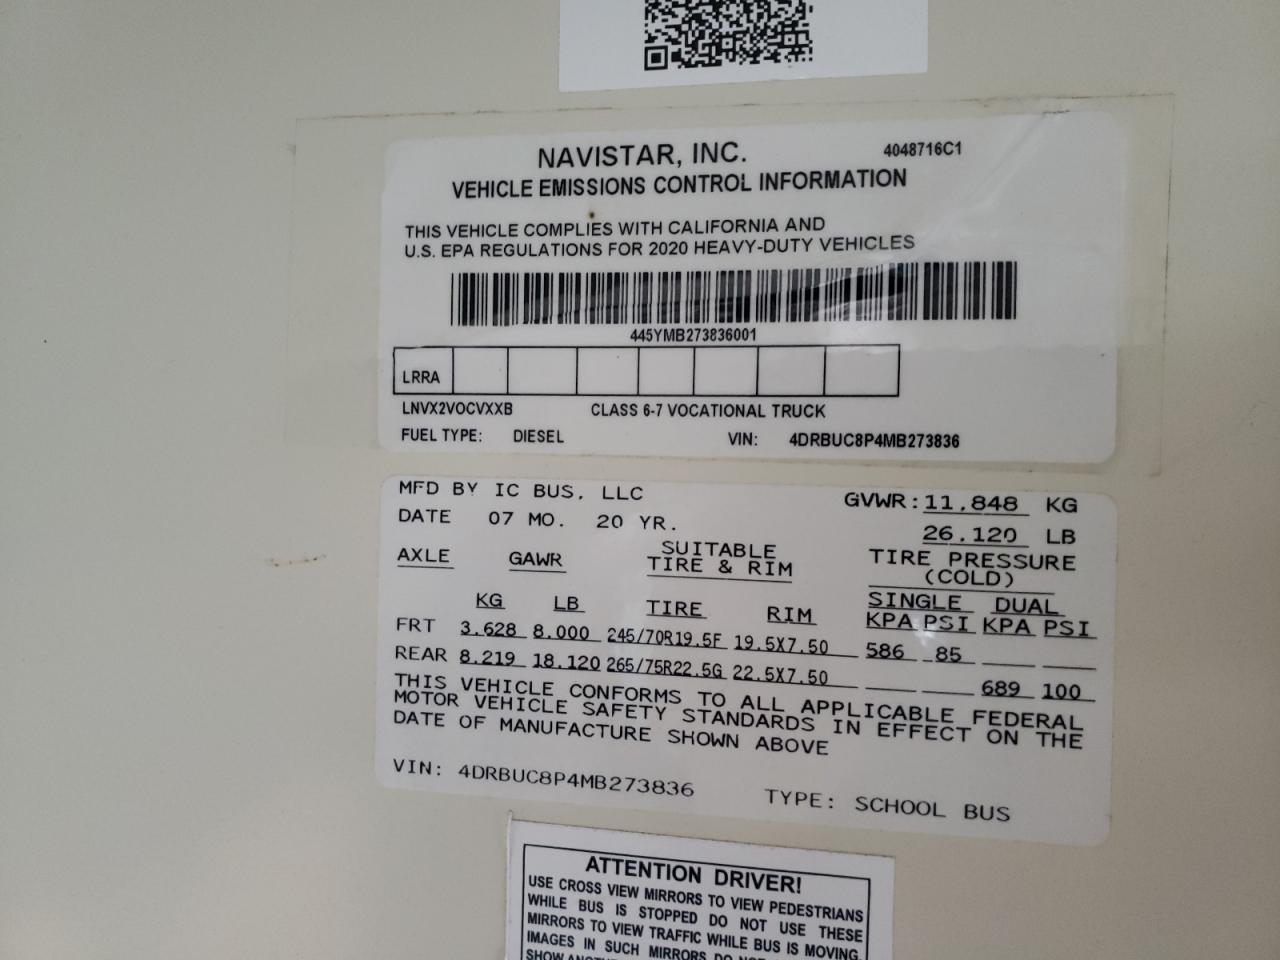 NAVISTAR, INC.
4048716C1
VEHICLE EMISSIONS CONTROL INFORMATION
THIS VEHICLE COMPLIES WITH CALIFORNIA AND
U.S. EPA REGULATIONS FOR 2020 HEAVY-DUTY VEHICLES
445YMB273836001
LRRA
LNVX2VOCVXXB CLASS 6-7 VOCATIONAL TRUCK
FUEL TYPE: DIESEL VIN: 4DRBUC8P4MB273836
MFD BY IC BUS, LLC GVWR: 11,848 KG
DATE 07 MO. 20 YR. 26,120 LB
AXLE GAWR SUITABLE TIRE PRESSURE
TIRE & RIM (COLD)
SINGLE DUAL
KG LB TIRE RIM KPA PSI KPA PSI
FRT 3,628 8,000 245/70R19.5F 19.5X7.50 586 85
REAR 8,219 18,120 265/75R22.5G 22.5X7.50 689 100
THIS VEHICLE CONFORMS TO ALL APPLICABLE FEDERAL
MOTOR VEHICLE SAFETY STANDARDS IN EFFECT ON THE
DATE OF MANUFACTURE SHOWN ABOVE
VIN: 4DRBUC8P4MB273836 TYPE: SCHOOL BUS
ATTENTION DRIVER!
USE CROSS VIEW MIRRORS TO VIEW PEDESTRIANS
WHILE BUS IS STOPPED DO NOT USE THESE
MIRRORS TO VIEW TRAFFIC WHILE BUS IS MOVING.
IMAGES IN SUCH MIRRORS DO